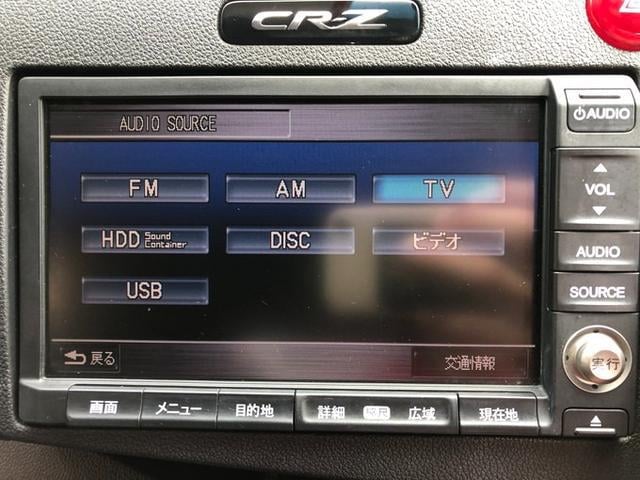 CR-Z
AUDIO SOURCE
FM AM TV
HDD Sound Container DISC ビデオ
USB
戻る 交通情報
AUDIO
VOL
AUDIO
SOURCE
実行
画面 メニュー 目的地 詳細 縮尺 広域 現在地